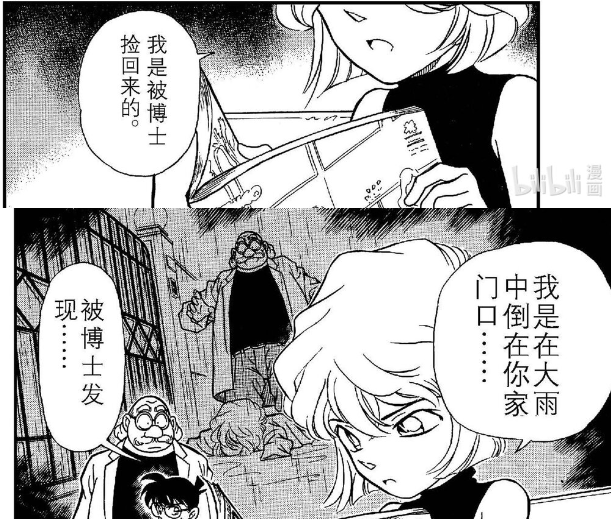 我是被博士
捡回来的。
bilibili
漫画
我是在大雨
中倒在你家
门口……
被博士发
现……